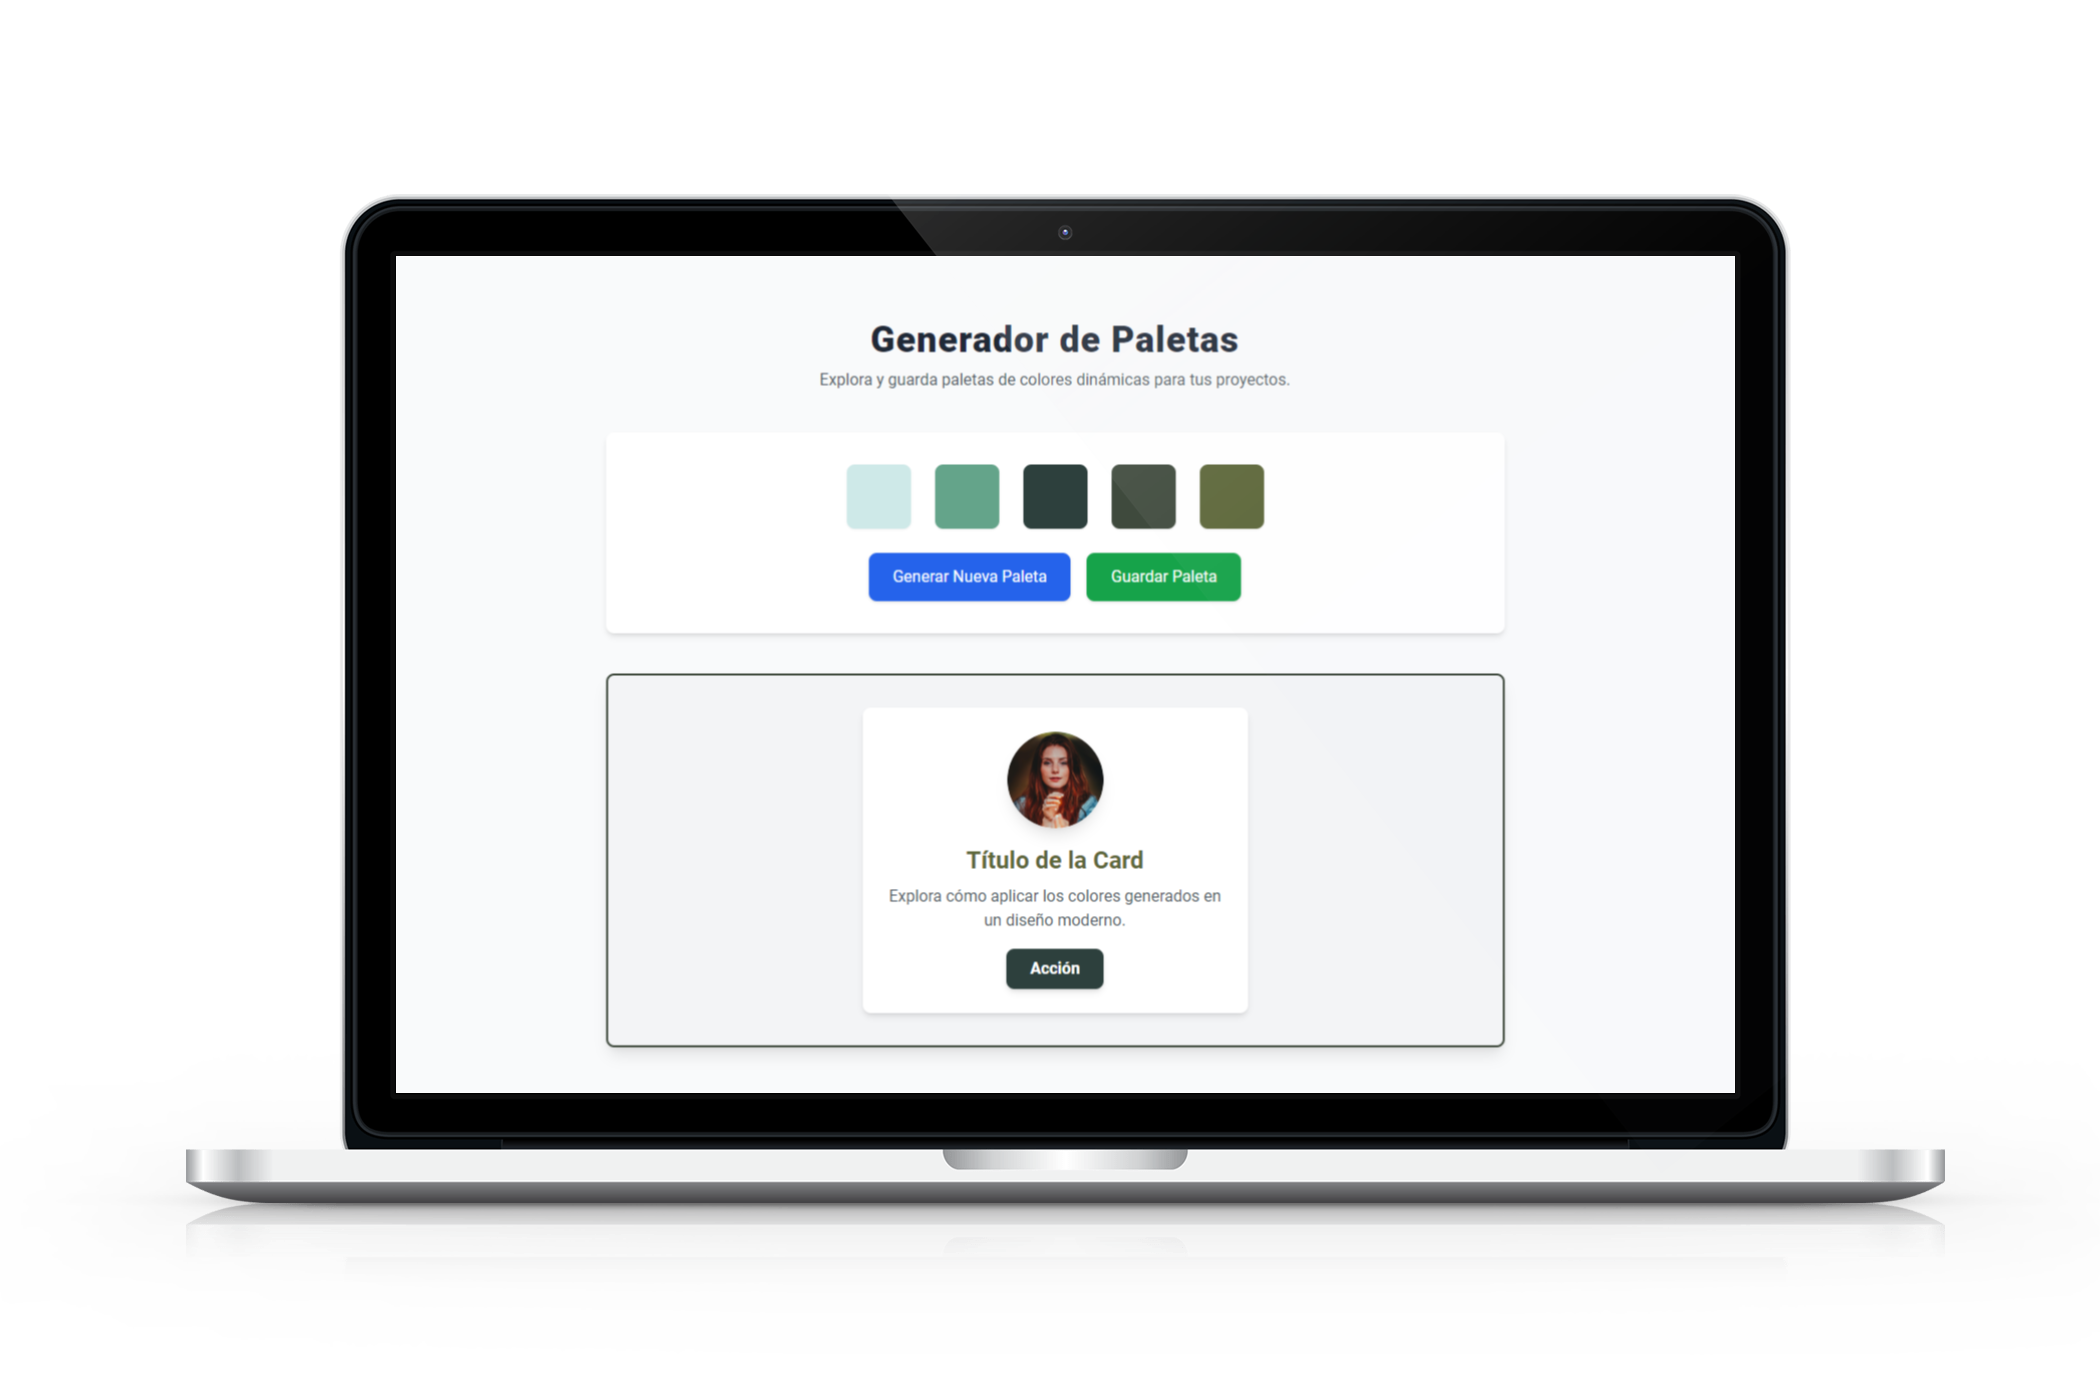 Generador de Paletas
Explora y guarda paletas de colores dinámicas para tus proyectos.
Generar Nueva Paleta
Guardar Paleta
Título de la Card
Explora cómo aplicar los colores generados en
un diseño moderno.
Acción